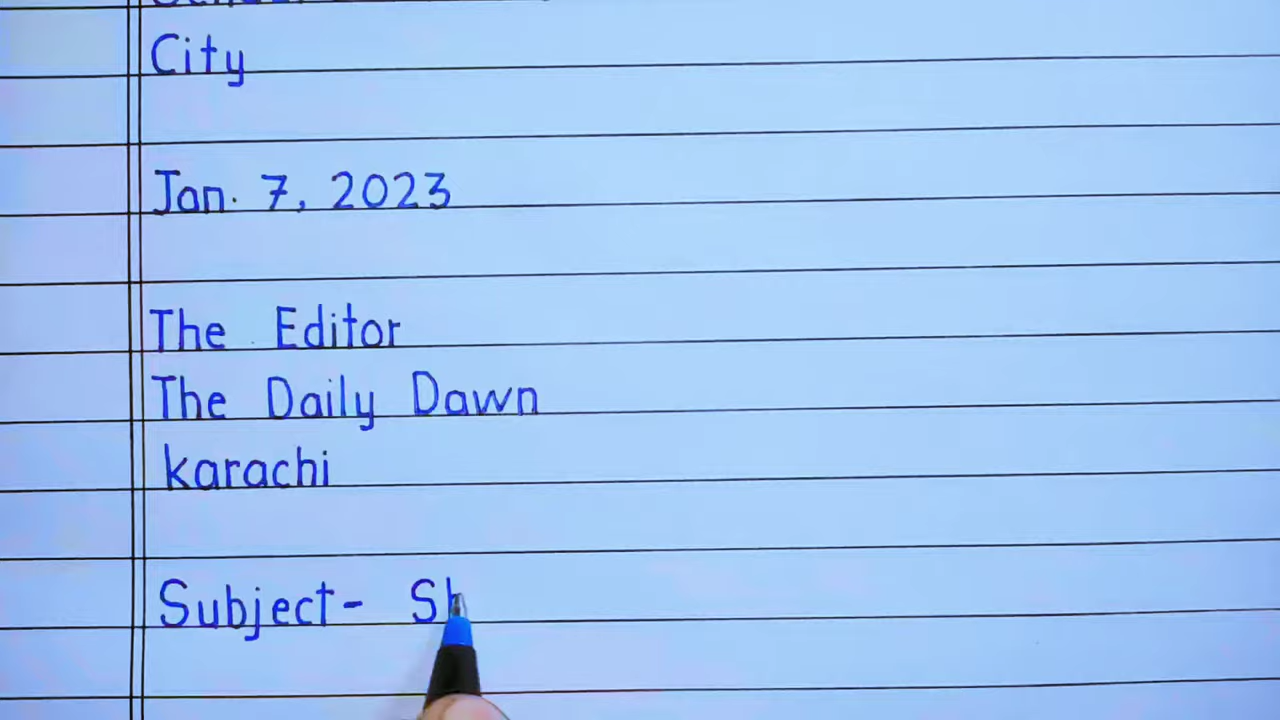 City
Jan. 7, 2023
The Editor
The Daily Dawn
karachi
Subject- Sh